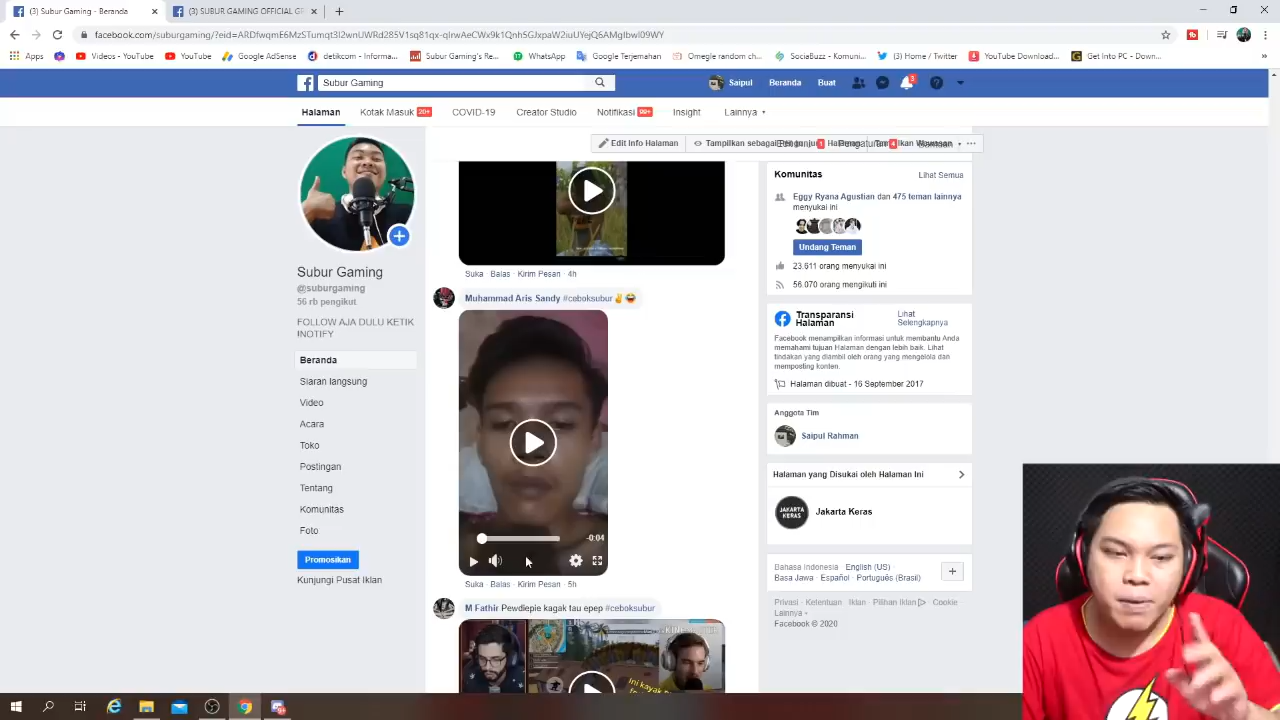 (3) Subur Gaming - Beranda
(3) SUBUR GAMING OFFICIAL GR
facebook.com/suburgaming/?eid=
Apps
Videos - YouTube
YouTube
Google AdSense
detikcom - Informa...
Subur Gaming's Re...
WhatsApp
Google Terjemahan
Omegle random ch...
SociaBuzz - Komuni...
(3) Home / Twitter
YouTube Download...
Get Into PC - Down...
Subur Gaming
Saipul
Beranda
Buat
3
Halaman
Kotak Masuk 20+
COVID-19
Creator Studio
Notifikasi 99+
Insight
Lainnya
Edit Info Halaman
Subur Gaming
@suburgaming
56 rb pengikut
FOLLOW AJA DULU KETIK
!NOTIFY
Beranda
Siaran langsung
Video
Acara
Toko
Postingan
Tentang
Komunitas
Foto
Promosikan
Kunjungi Pusat Iklan
Suka · Balas · Kirim Pesan · 4h
Muhammad Aris Sandy #ceboksubur
-0:04
Suka · Balas · Kirim Pesan · 5h
M Fathir Pewdiepie kagak tau epep #ceboksubur
Komunitas
Lihat Semua
Eggy Ryana Agustian dan 475 teman lainnya
menyukai ini
Undang Teman
23.611 orang menyukai ini
56.070 orang mengikuti ini
Transparansi
Halaman
Lihat
Selengkapnya
Facebook menampilkan informasi untuk membantu Anda
memahami tujuan Halaman dengan lebih baik. Lihat
tindakan yang diambil oleh orang yang mengelola dan
memposting konten.
Halaman dibuat - 16 September 2017
Anggota Tim
Saipul Rahman
Halaman yang Disukai oleh Halaman Ini
JAKARTA
KERAS
Jakarta Keras
Bahasa Indonesia · English (US)
Basa Jawa · Español · Português (Brasil)
Privasi · Ketentuan · Iklan · Pilihan Iklan · Cookie
Lainnya
Facebook © 2020